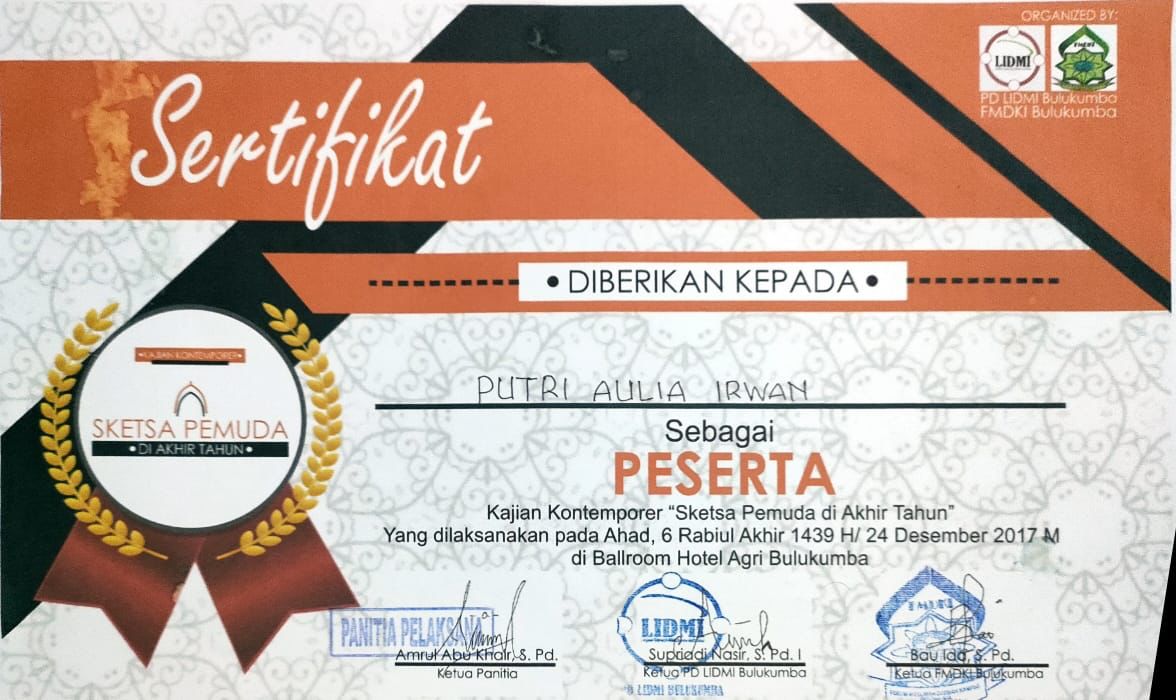 ORGANIZED BY:
LIDMI
FMDKI
PD LIDMI Bulukumba
FMDKI Bulukumba
Sertifikat
•DIBERIKAN KEPADA•
•KAJIAN KONTEMPORER•
SKETSA PEMUDA
•DI AKHIR TAHUN•
PUTRI AULIA IRWAN
Sebagai
PESERTA
Kajian Kontemporer “Sketsa Pemuda di Akhir Tahun”
Yang dilaksanakan pada Ahad, 6 Rabiul Akhir 1439 H/ 24 Desember 2017 M
di Ballroom Hotel Agri Bulukumba
PANITIA PELAKSANA
Amrul Abu Khair, S. Pd.
Ketua Panitia
LIDMI
Supriadi Nasir, S. Pd. I
Ketua PD LIDMI Bulukumba
PD LIDMI BULUKUMBA
FMDKI
Bau S. Pd.
Ketua FMDKI Bulukumba